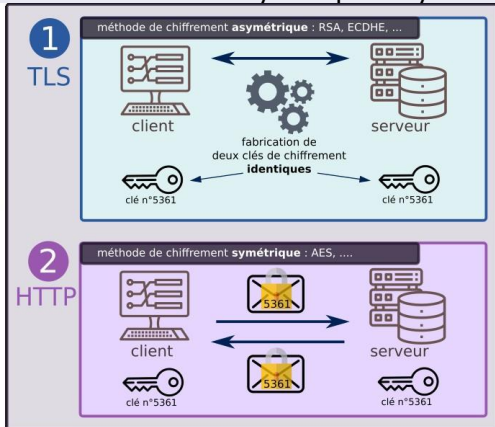 1
méthode de chiffrement asymétrique : RSA, ECDHE, ...
TLS
client
serveur
fabrication de
deux clés de chiffrement
identiques
clé n°5361
clé n°5361
2
méthode de chiffrement symétrique : AES, ....
HTTP
5361
client
serveur
5361
clé n°5361
clé n°5361